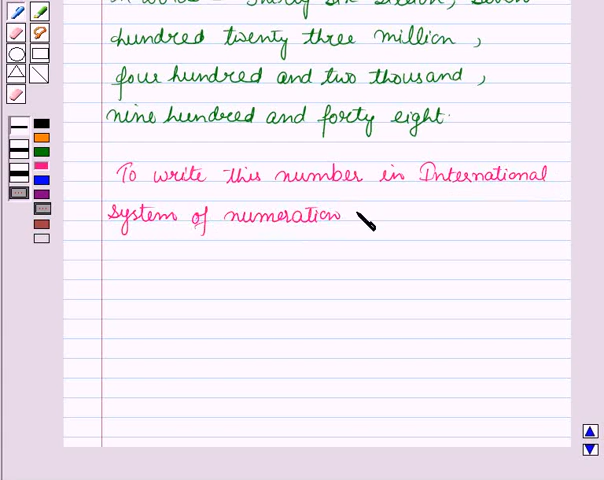 hundred twenty three million,
four hundred and two thousand,
nine hundred and forty eight.
To write this number in International
System of numeration